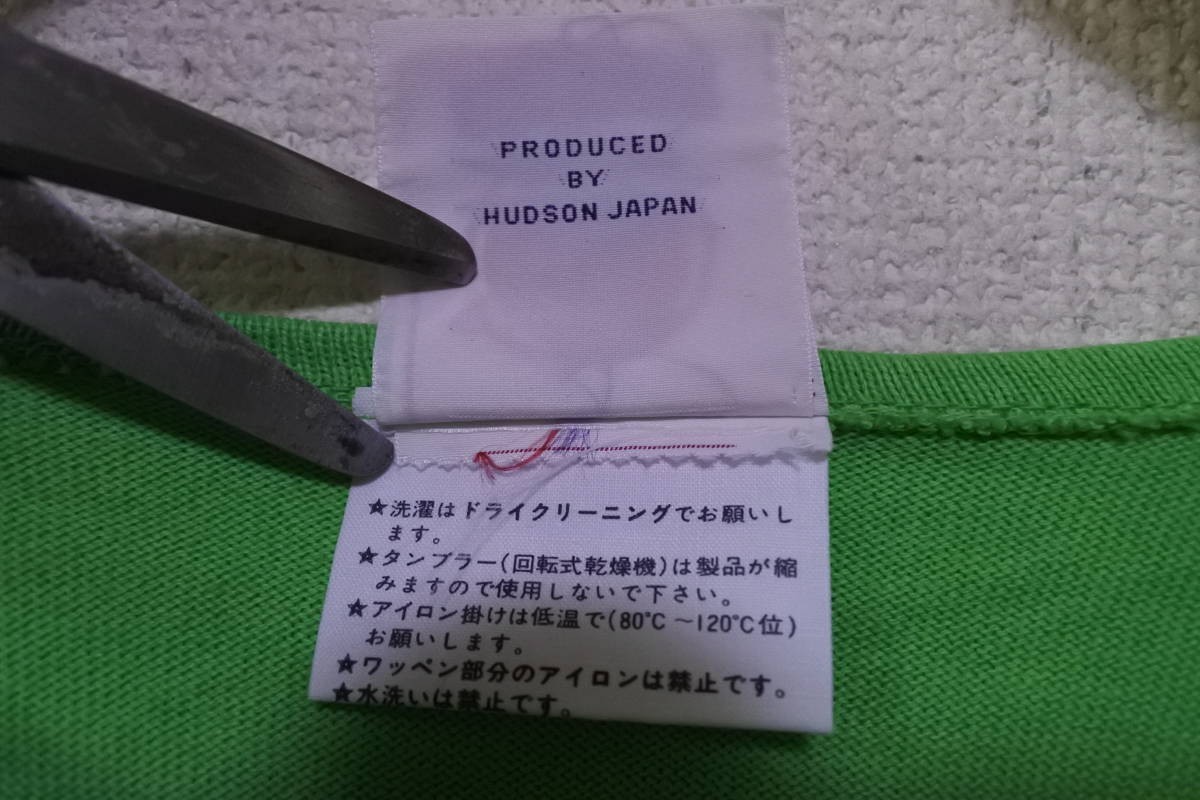 PRODUCED
BY
HUDSON JAPAN
★洗濯はドライクリーニングでお願いし
ます。
★タンブラー(回転式乾燥機)は製品が縮
みますので使用しないで下さい。
★アイロン掛けは低温で(80℃〜120℃位)
お願いします。
★ワッペン部分のアイロンは禁止です。
★水洗いは禁止です。